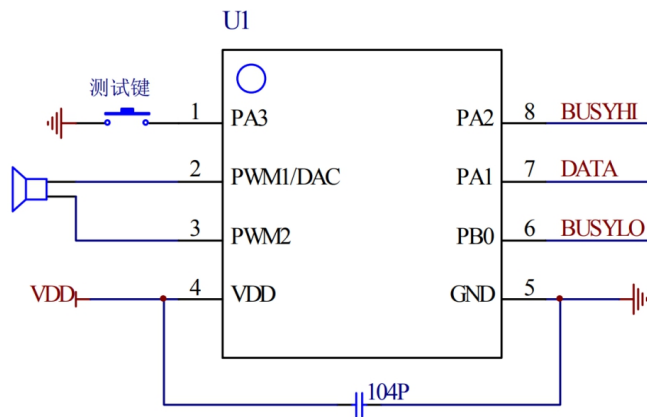 U1
测试键
1 PA3 PA2 8 BUSYHI
2 PWM1/DAC PA1 7 DATA
3 PWM2 PB0 6 BUSYLO
VDD 4 VDD GND 5
104P